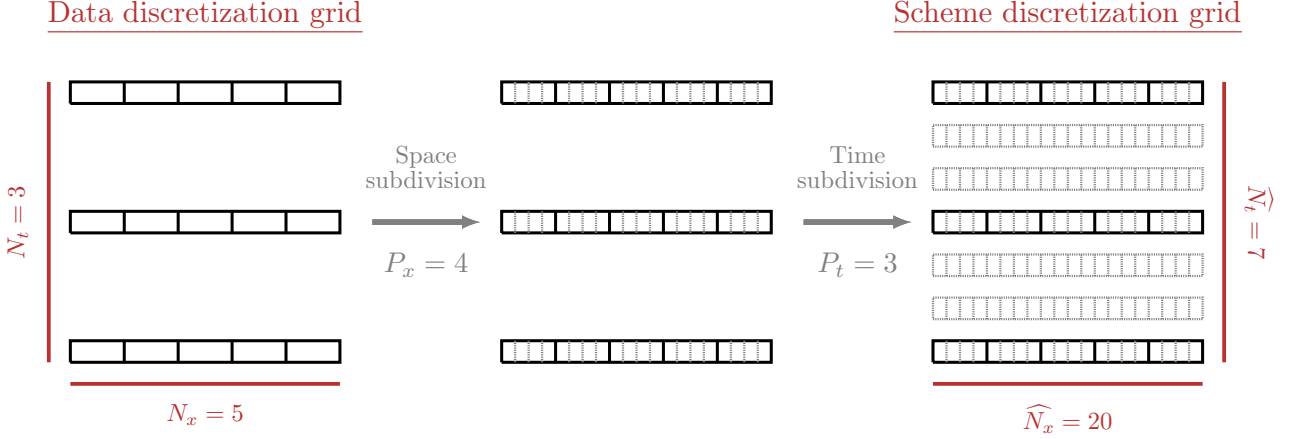 Data discretization grid
Scheme discretization grid
$N_t = 3$
Space
subdivision
$P_x = 4$
Time
subdivision
$P_t = 3$
$\widehat{N_t} = 7$
$N_x = 5$
$\widehat{N_x} = 20$